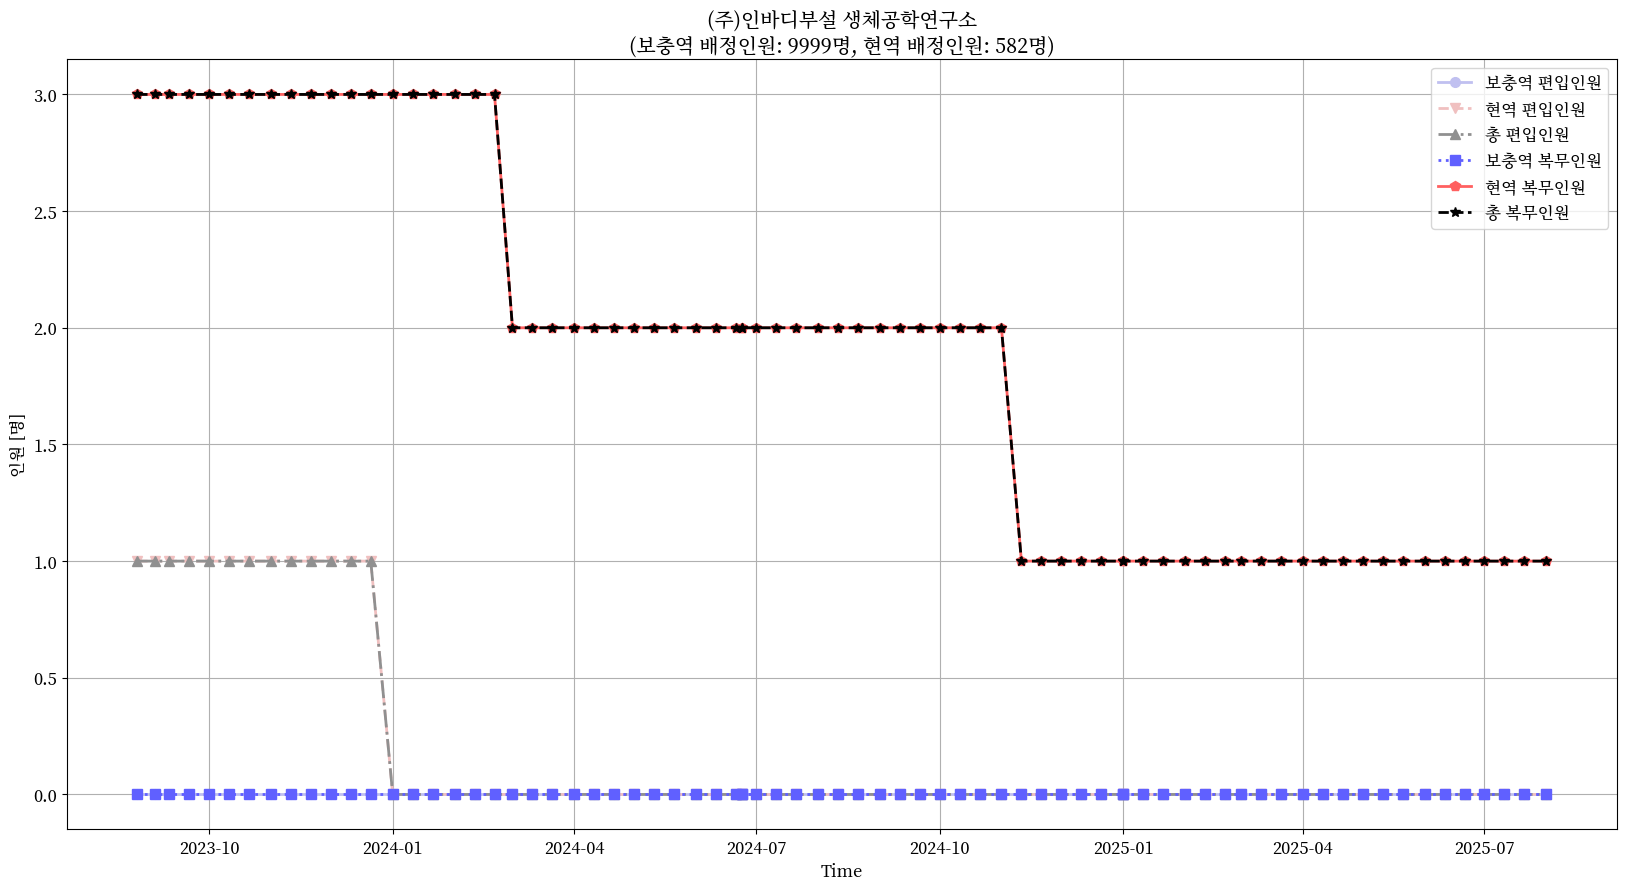 (주)인바디부설 생체공학연구소
(보충역 배정인원: 9999명, 현역 배정인원: 582명)
보충역 편입인원
현역 편입인원
총 편입인원
보충역 복무인원
현역 복무인원
총 복무인원
인원 [명]
3.0
2.5
2.0
1.5
1.0
0.5
0.0
2023-10
2024-01
2024-04
2024-07
2024-10
2025-01
2025-04
2025-07
Time